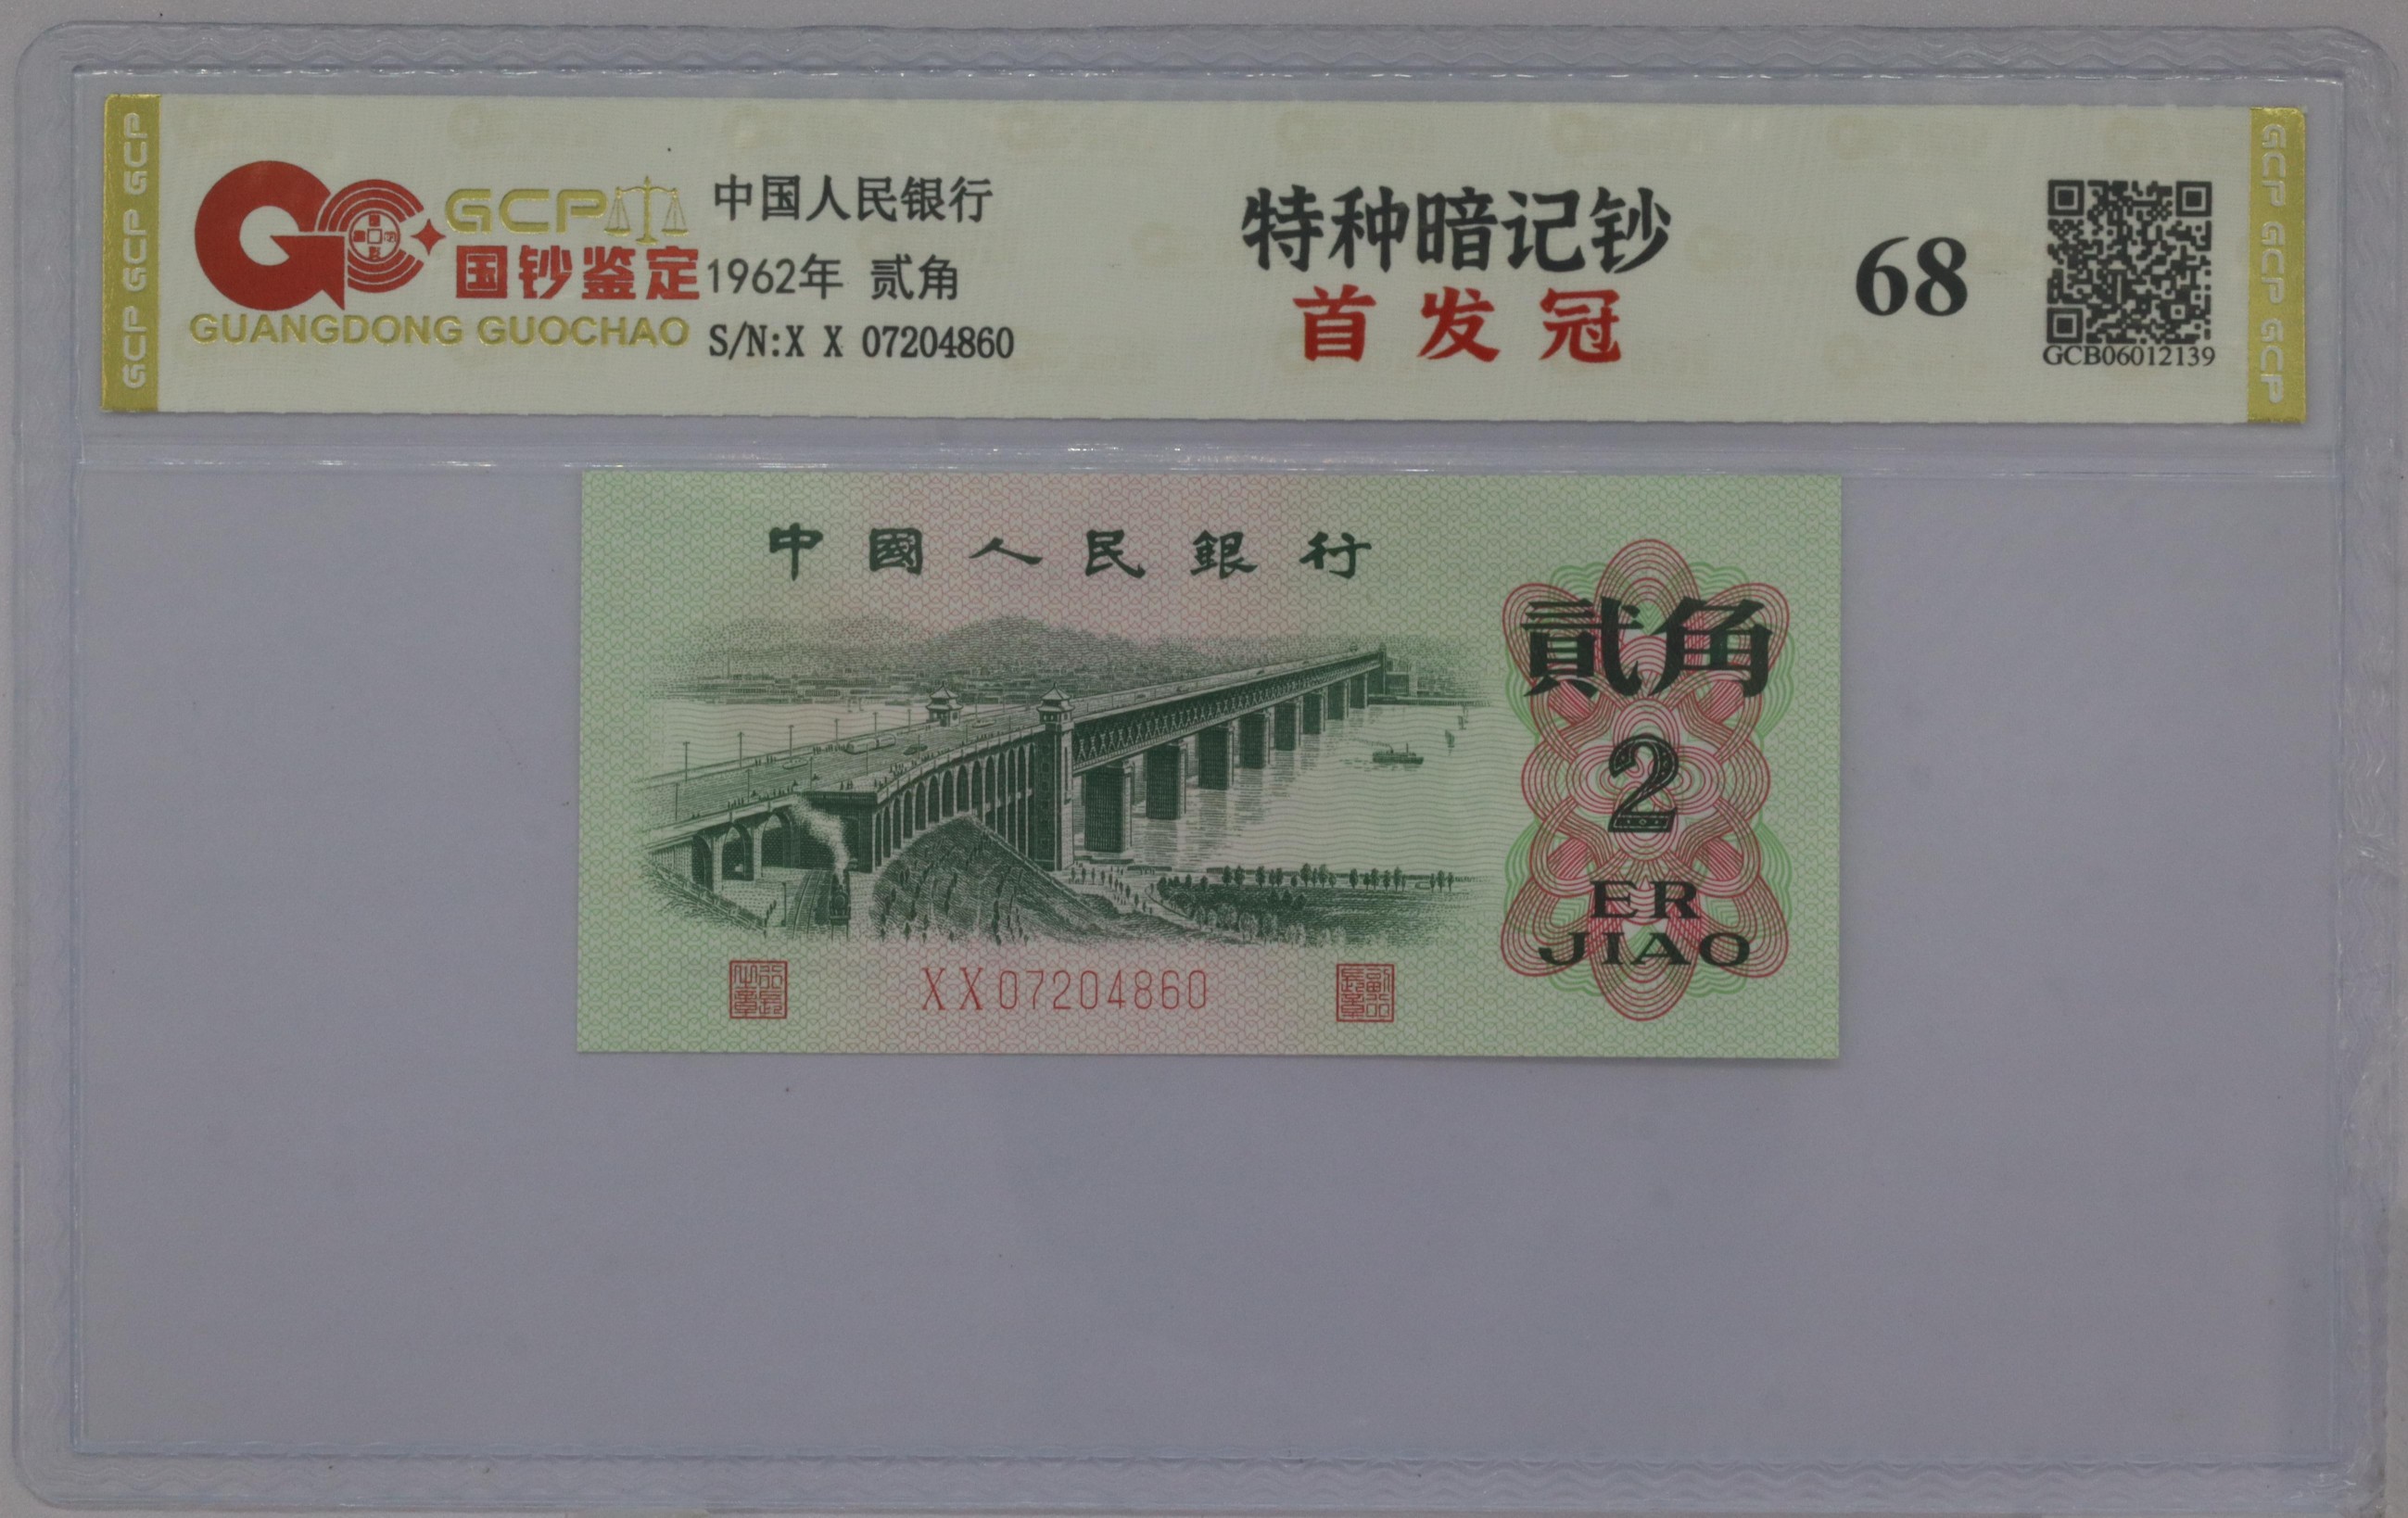 GCP GCP GCP
GCP
国钞鉴定
GUANGDONG GUOCHAO
中国人民银行
1962年 贰角
S/N:X X 07204860
特种暗记钞
首发冠
68
GCB06012139
GCP GCP GCP
中國人民銀行
貳角
2
ER
JIAO
XX07204860